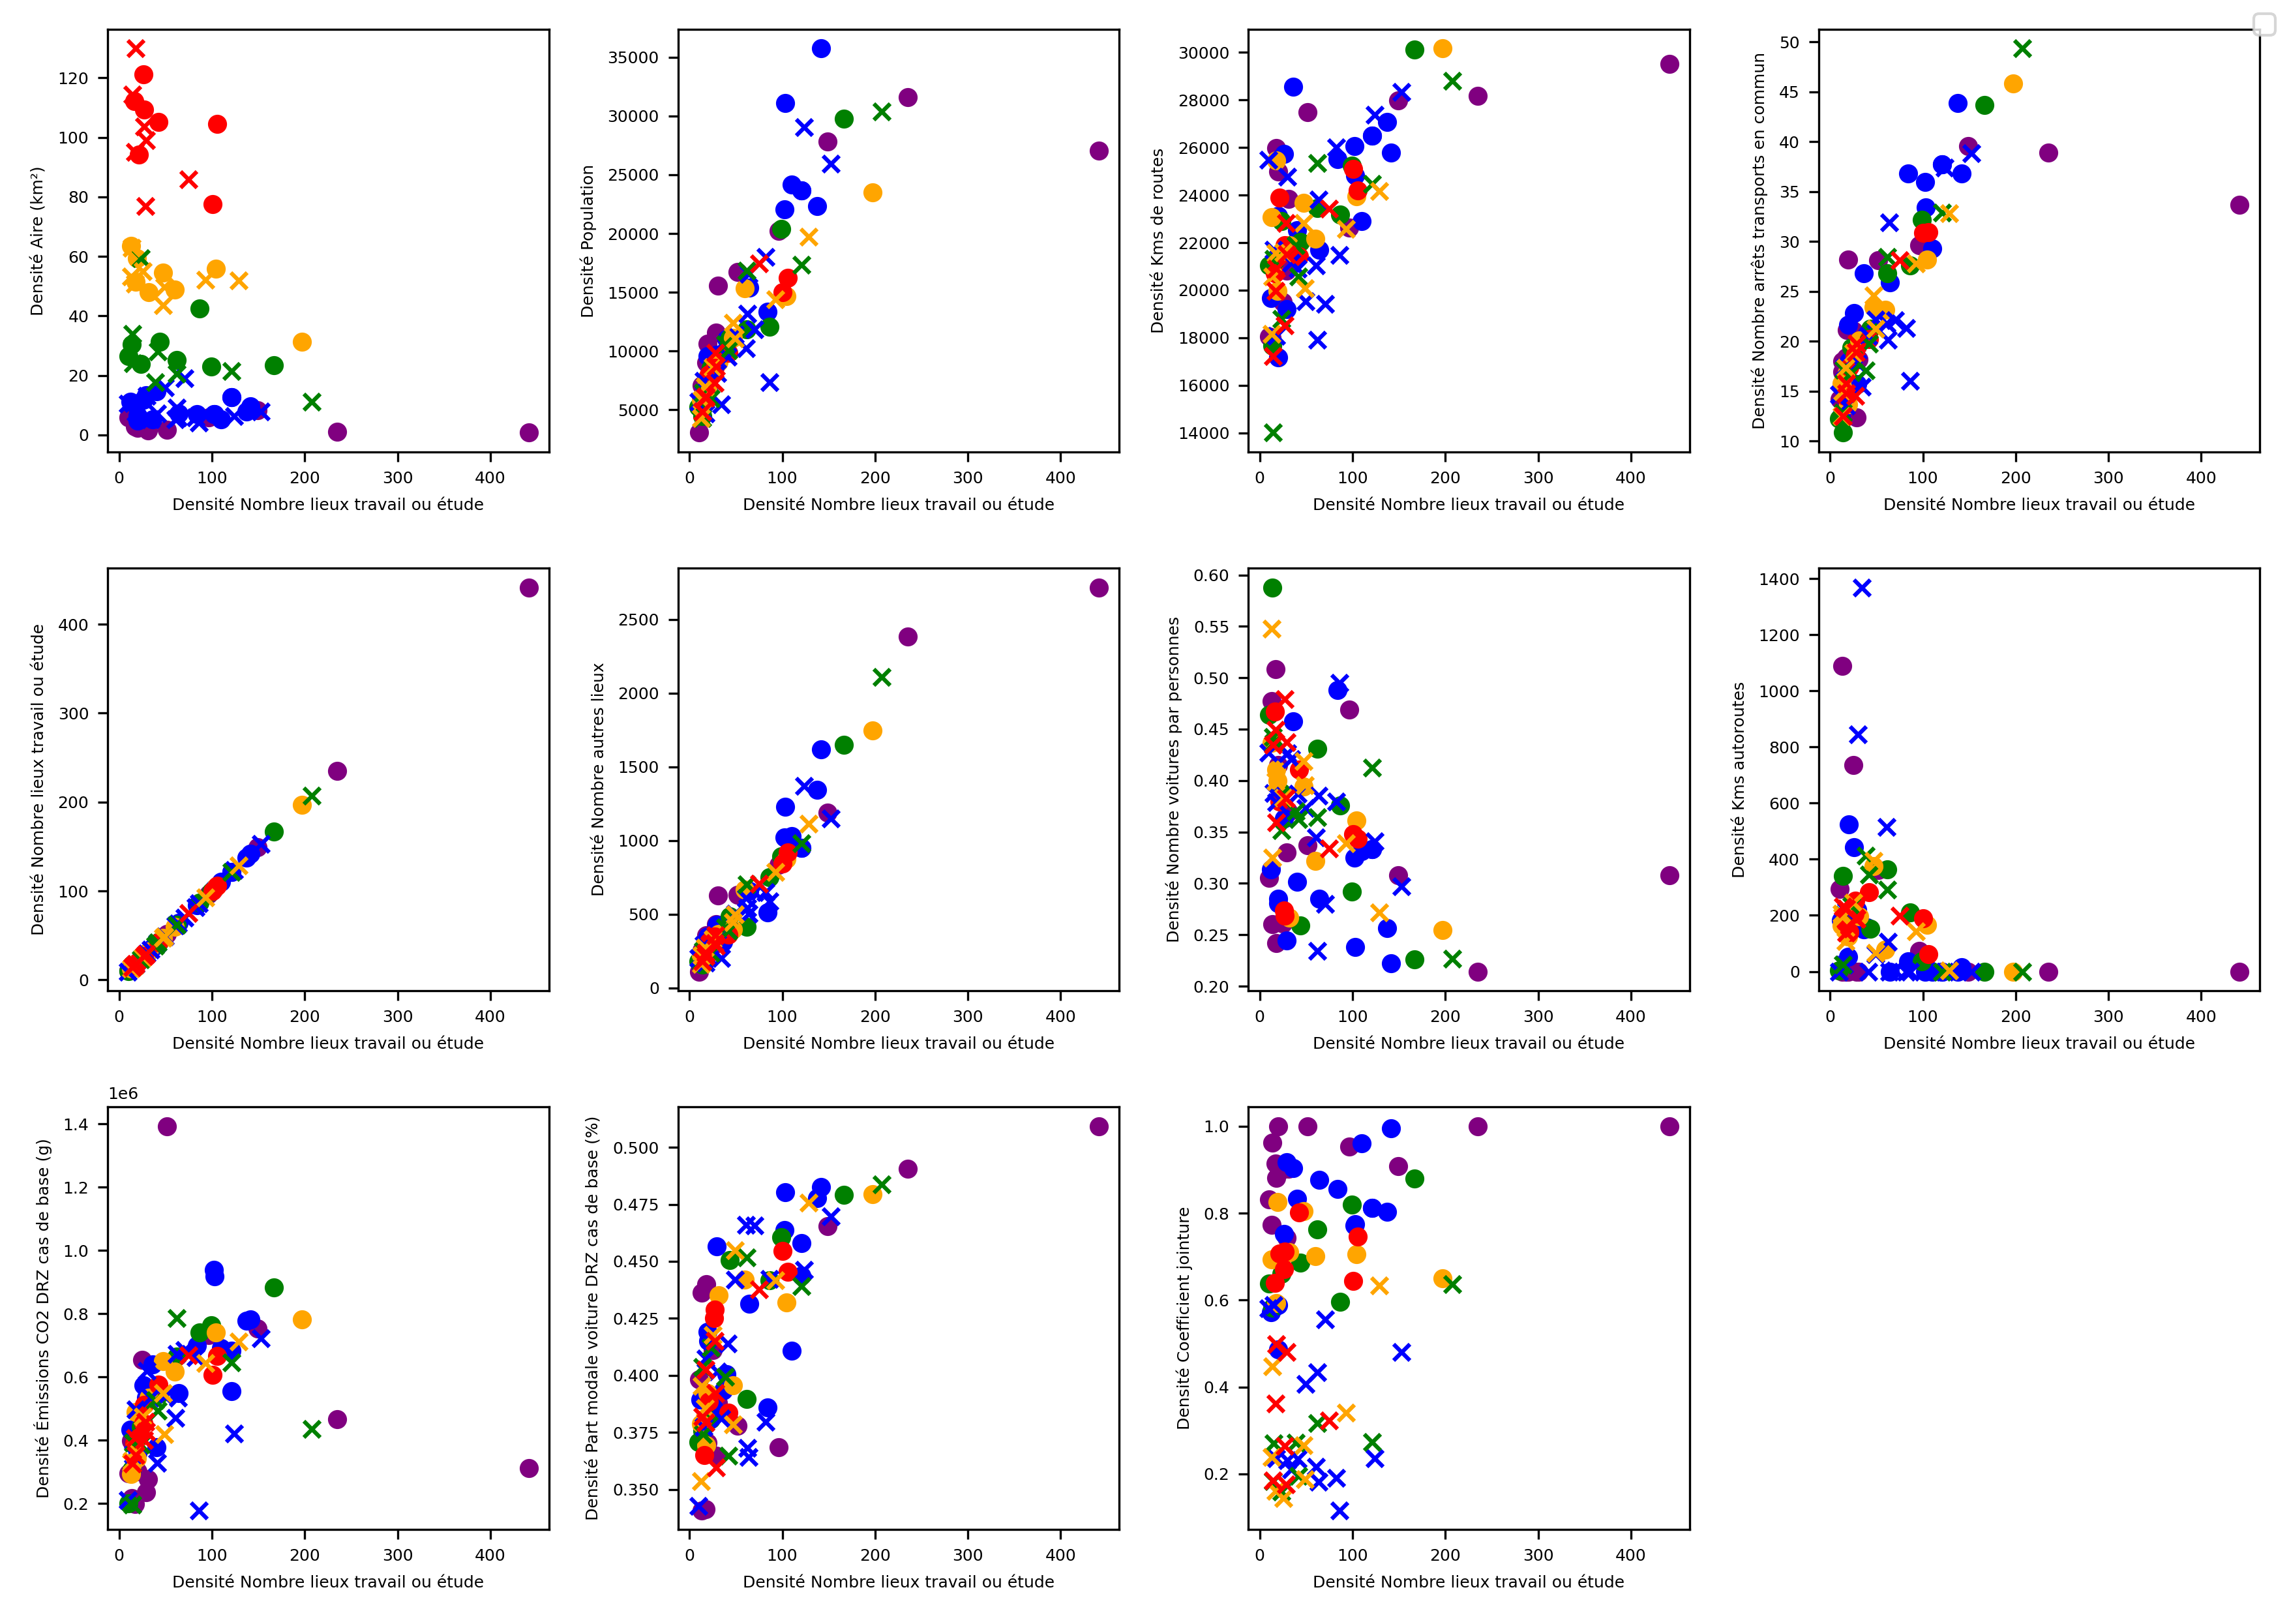 Densité Aire (km²)
120
100
80
60
40
20
0
0 100 200 300 400
Densité Nombre lieux travail ou étude
Densité Population
35000
30000
25000
20000
15000
10000
5000
0 100 200 300 400
Densité Nombre lieux travail ou étude
Densité Kms de routes
30000
28000
26000
24000
22000
20000
18000
16000
14000
0 100 200 300 400
Densité Nombre lieux travail ou étude
Densité Nombre arrêts transports en commun
50
45
40
35
30
25
20
15
10
0 100 200 300 400
Densité Nombre lieux travail ou étude
Densité Nombre lieux travail ou étude
400
300
200
100
0
0 100 200 300 400
Densité Nombre lieux travail ou étude
Densité Nombre autres lieux
2500
2000
1500
1000
500
0
0 100 200 300 400
Densité Nombre lieux travail ou étude
Densité Nombre voitures par personnes
0.60
0.55
0.50
0.45
0.40
0.35
0.30
0.25
0.20
0 100 200 300 400
Densité Nombre lieux travail ou étude
Densité Kms autoroutes
1400
1200
1000
800
600
400
200
0
0 100 200 300 400
Densité Nombre lieux travail ou étude
1e6
Densité Émissions CO2 DRZ cas de base (g)
1.4
1.2
1.0
0.8
0.6
0.4
0.2
0 100 200 300 400
Densité Nombre lieux travail ou étude
Densité Part modale voiture DRZ cas de base (%)
0.500
0.475
0.450
0.425
0.400
0.375
0.350
0 100 200 300 400
Densité Nombre lieux travail ou étude
Densité Coefficient jointure
1.0
0.8
0.6
0.4
0.2
0 100 200 300 400
Densité Nombre lieux travail ou étude